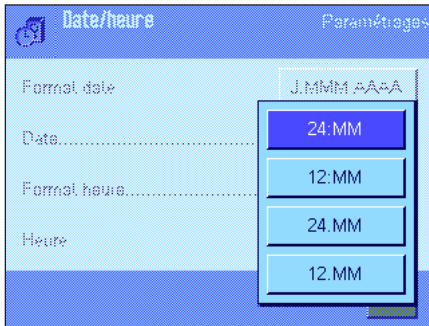 Date/heure Paramétrages
Format date J.MMM AAAA
Date
24:MM
12:MM
Format heure
24.MM
Heure
12.MM